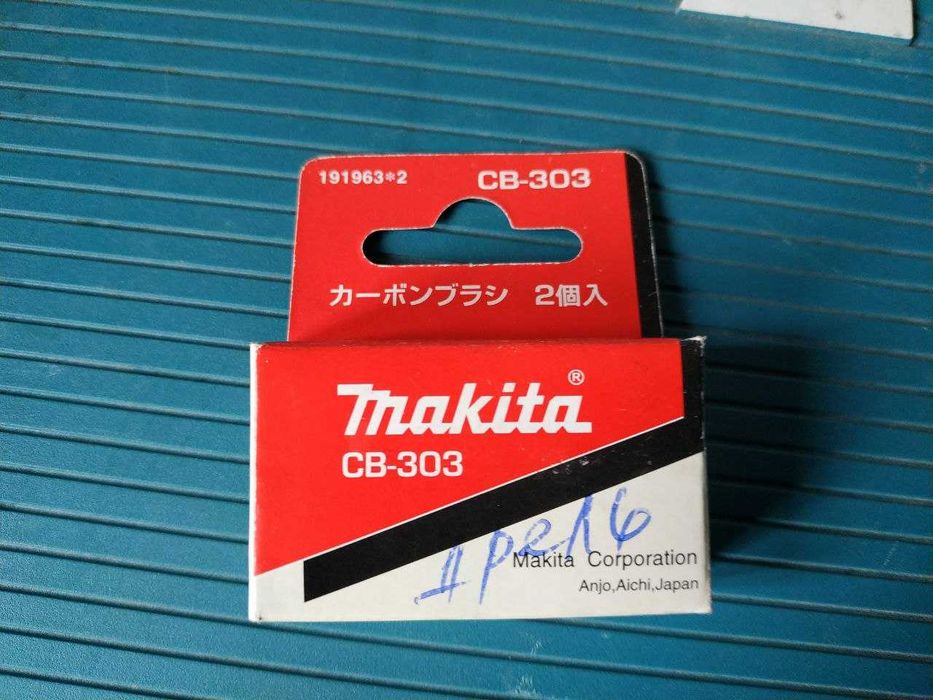 191963*2 CB-303
カーボンブラシ 2個入
makita®
CB-303
Makita Corporation
Anjo,Aichi,Japan